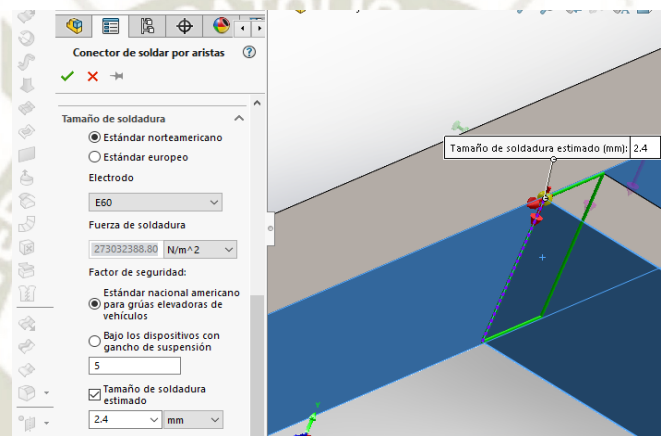 Conector de soldar por aristas
Tamaño de soldadura
Estándar norteamericano
Estándar europeo
Electrodo
E60
Fuerza de soldadura
273032388.80 N/m^2
Factor de seguridad:
Estándar nacional americano
para grúas elevadoras de
vehículos
Bajo los dispositivos con
gancho de suspensión
5
Tamaño de soldadura
estimado
2.4 mm
Tamaño de soldadura estimado (mm): 2.4